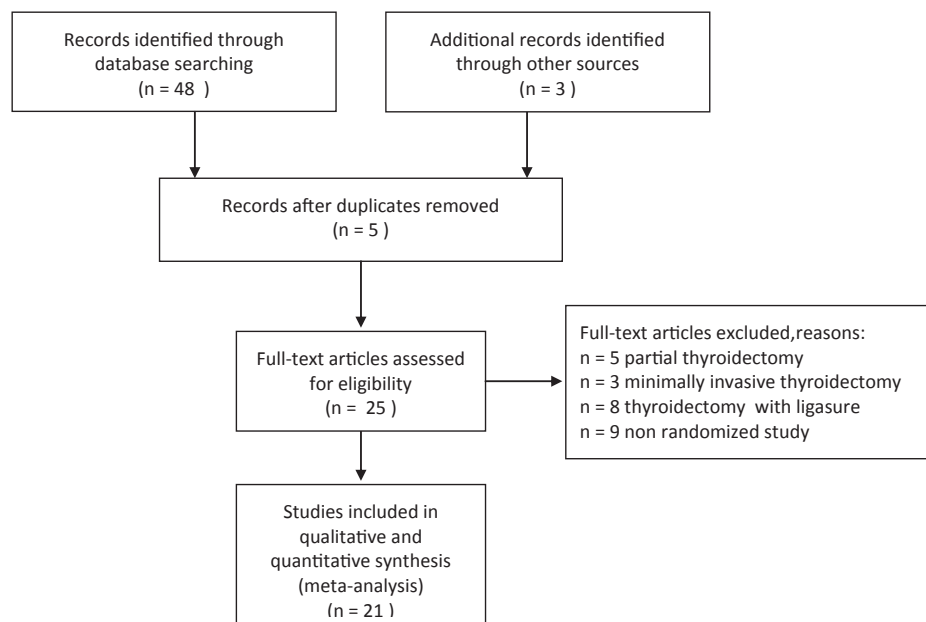 Records identified through
database searching
(n = 48 )
Additional records identified
through other sources
(n = 3 )
Records after duplicates removed
(n = 5 )
Full-text articles assessed
for eligibility
(n = 25 )
Full-text articles excluded,reasons:
n = 5 partial thyroidectomy
n = 3 minimally invasive thyroidectomy
n = 8 thyroidectomy with ligasure
n = 9 non randomized study
Studies included in
qualitative and
quantitative synthesis
(meta-analysis)
(n = 21 )